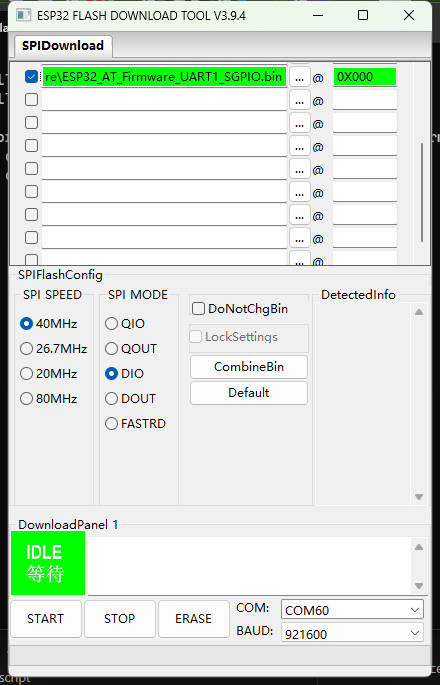 ESP32 FLASH DOWNLOAD TOOL V3.9.4
SPIDownload
re\ESP32_AT_Firmware_UART1_SGPIO.bin ... @ 0X000
... @
... @
... @
... @
... @
... @
... @
... @
SPIFlashConfig
SPI SPEED
40MHz
26.7MHz
20MHz
80MHz
SPI MODE
QIO
QOUT
DIO
DOUT
FASTRD
DoNotChgBin
LockSettings
CombineBin
Default
DetectedInfo
DownloadPanel 1
IDLE
等待
START STOP ERASE
COM: COM60
BAUD: 921600
script